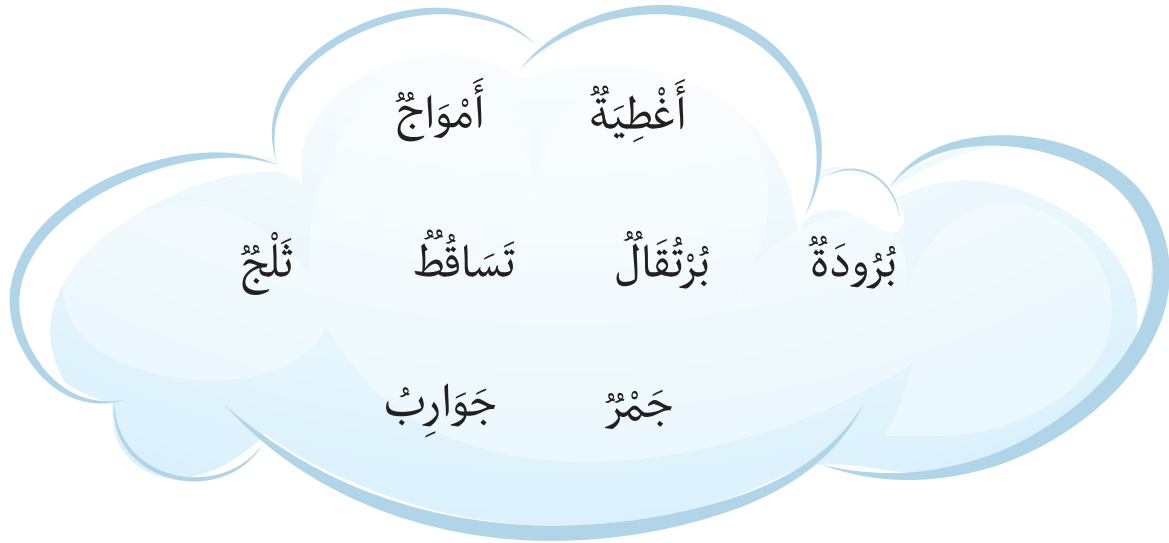 أَغْطِيَةٌ أَمْوَاجٌ
بُرُودَةٌ بُرْتُقَالٌ تَسَاقُطٌ ثَلْجٌ
جَمْرٌ جَوَارِبُ